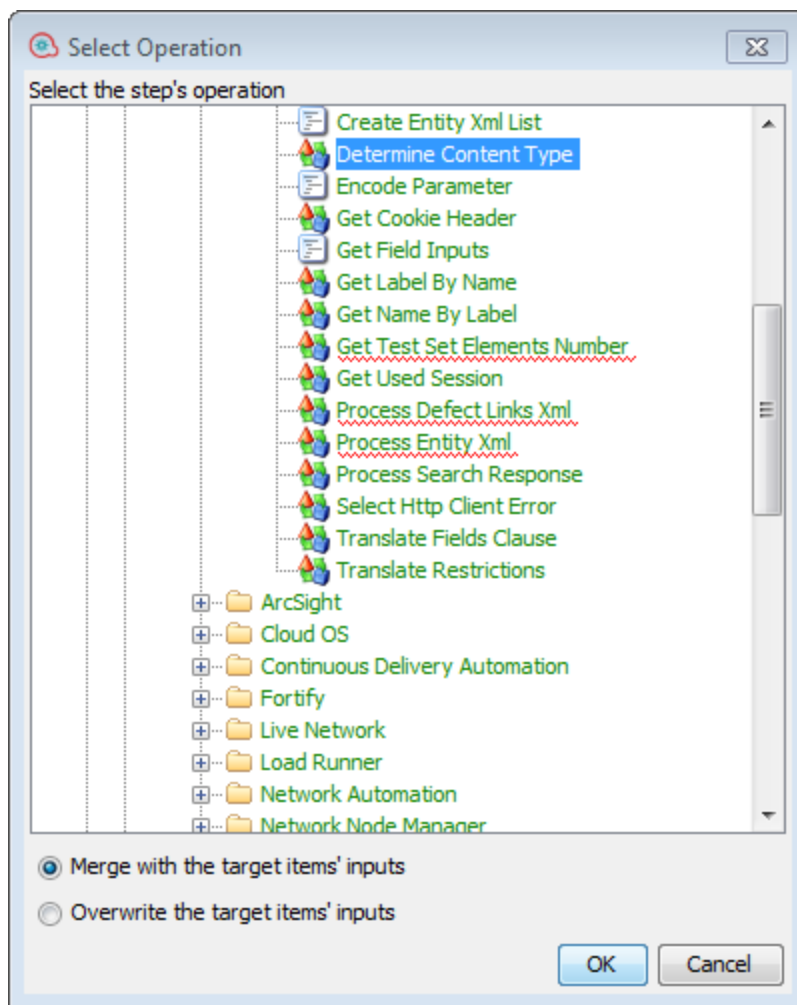 Select Operation
Select the step's operation
Create Entity Xml List
Determine Content Type
Encode Parameter
Get Cookie Header
Get Field Inputs
Get Label By Name
Get Name By Label
Get Test Set Elements Number
Get Used Session
Process Defect Links Xml
Process Entity Xml
Process Search Response
Select Http Client Error
Translate Fields Clause
Translate Restrictions
ArcSight
Cloud OS
Continuous Delivery Automation
Fortify
Live Network
Load Runner
Network Automation
Network Node Manager
Merge with the target items' inputs
Overwrite the target items' inputs
OK Cancel